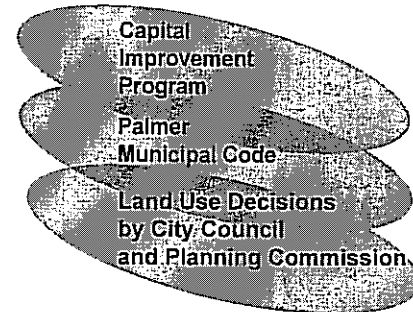 Capital
Improvement
Program
Palmer
Municipal Code
Land Use Decisions
by City Council
and Planning Commission